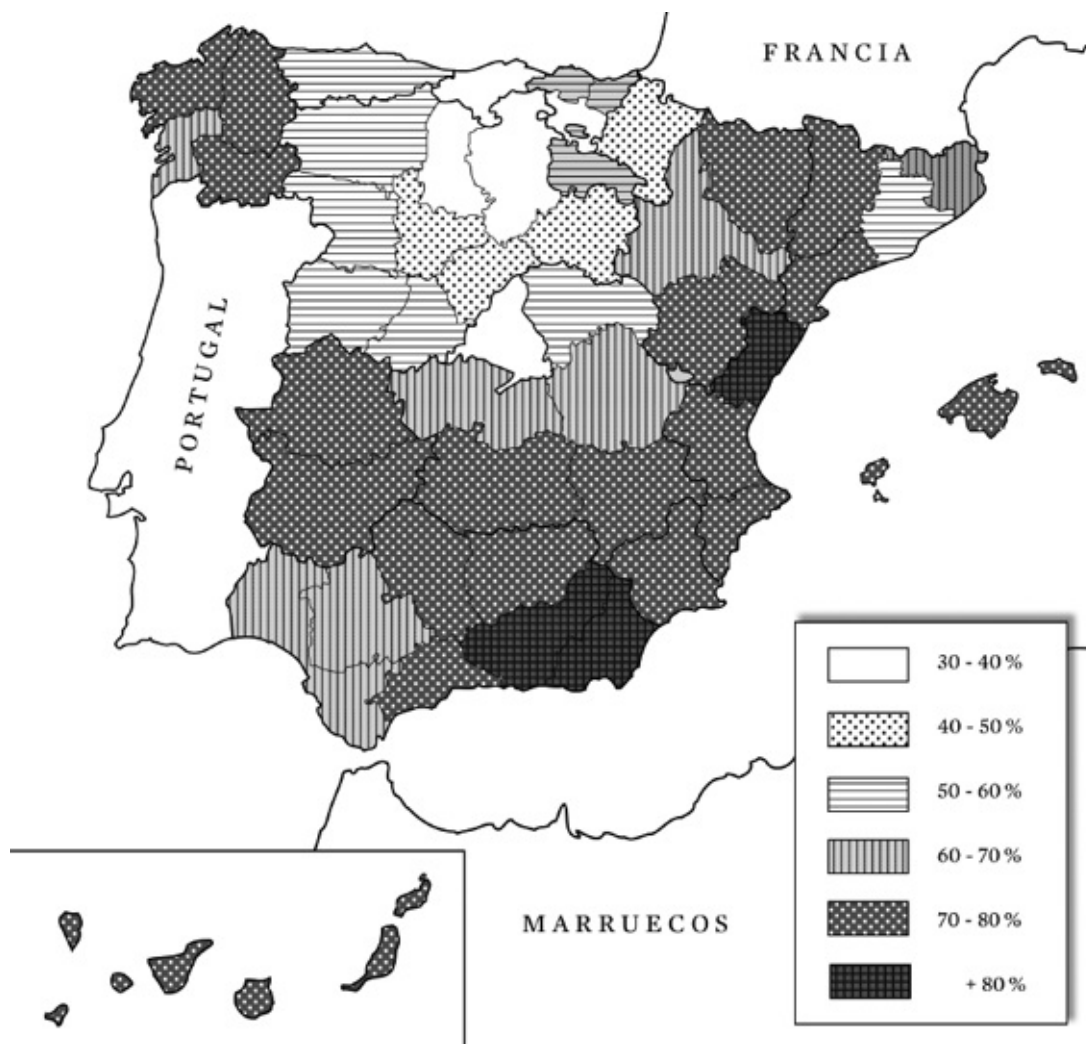 FRANCIA
PORTUGAL
30 - 40 %
40 - 50 %
50 - 60 %
60 - 70 %
70 - 80 %
+ 80 %
MARRUECOS